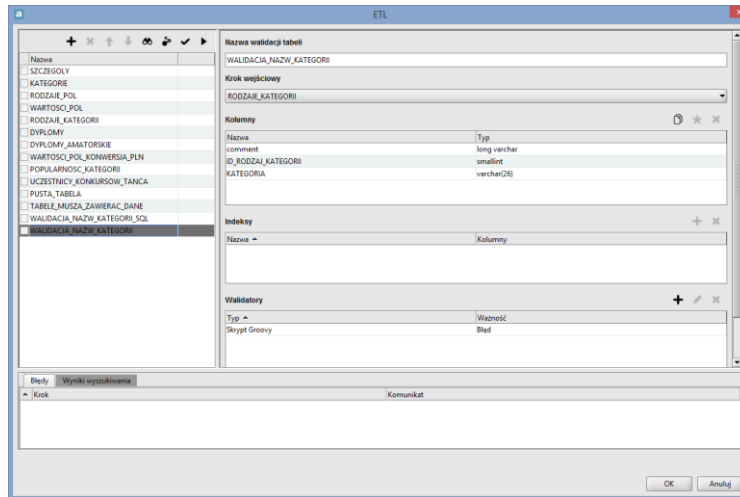 a
ETL
Nazwa
SZCZEGOLY
KATEGORIE
RODZAJE_POL
WARTOSCI_POL
RODZAJE_KATEGORII
DYPLOMY
DYPLOMY_AMATORSKIE
WARTOSCI_POL_KONWERSJA_PLN
POPULARNOSC_KATEGORII
UCZESTNICY_KONKURSOW_TANCA
PUSTA_TABELA
TABELE_MUSZA_ZAWIERAC_DANE
WALIDACJA_NAZW_KATEGORII_SQL
WALIDACJA_NAZW_KATEGORII
Nazwa walidacji tabeli
WALIDACJA_NAZW_KATEGORII
Krok wejściowy
RODZAJE_KATEGORII
Kolumny
Nazwa Typ
comment long varchar
ID_RODZAJ_KATEGORII smallint
KATEGORIA varchar(26)
Indeksy
Nazwa Kolumny
Walidatory
Typ Ważność
Skrypt Groovy Błąd
Błędy Wyniki wyszukiwania
Krok Komunikat
OK Anuluj